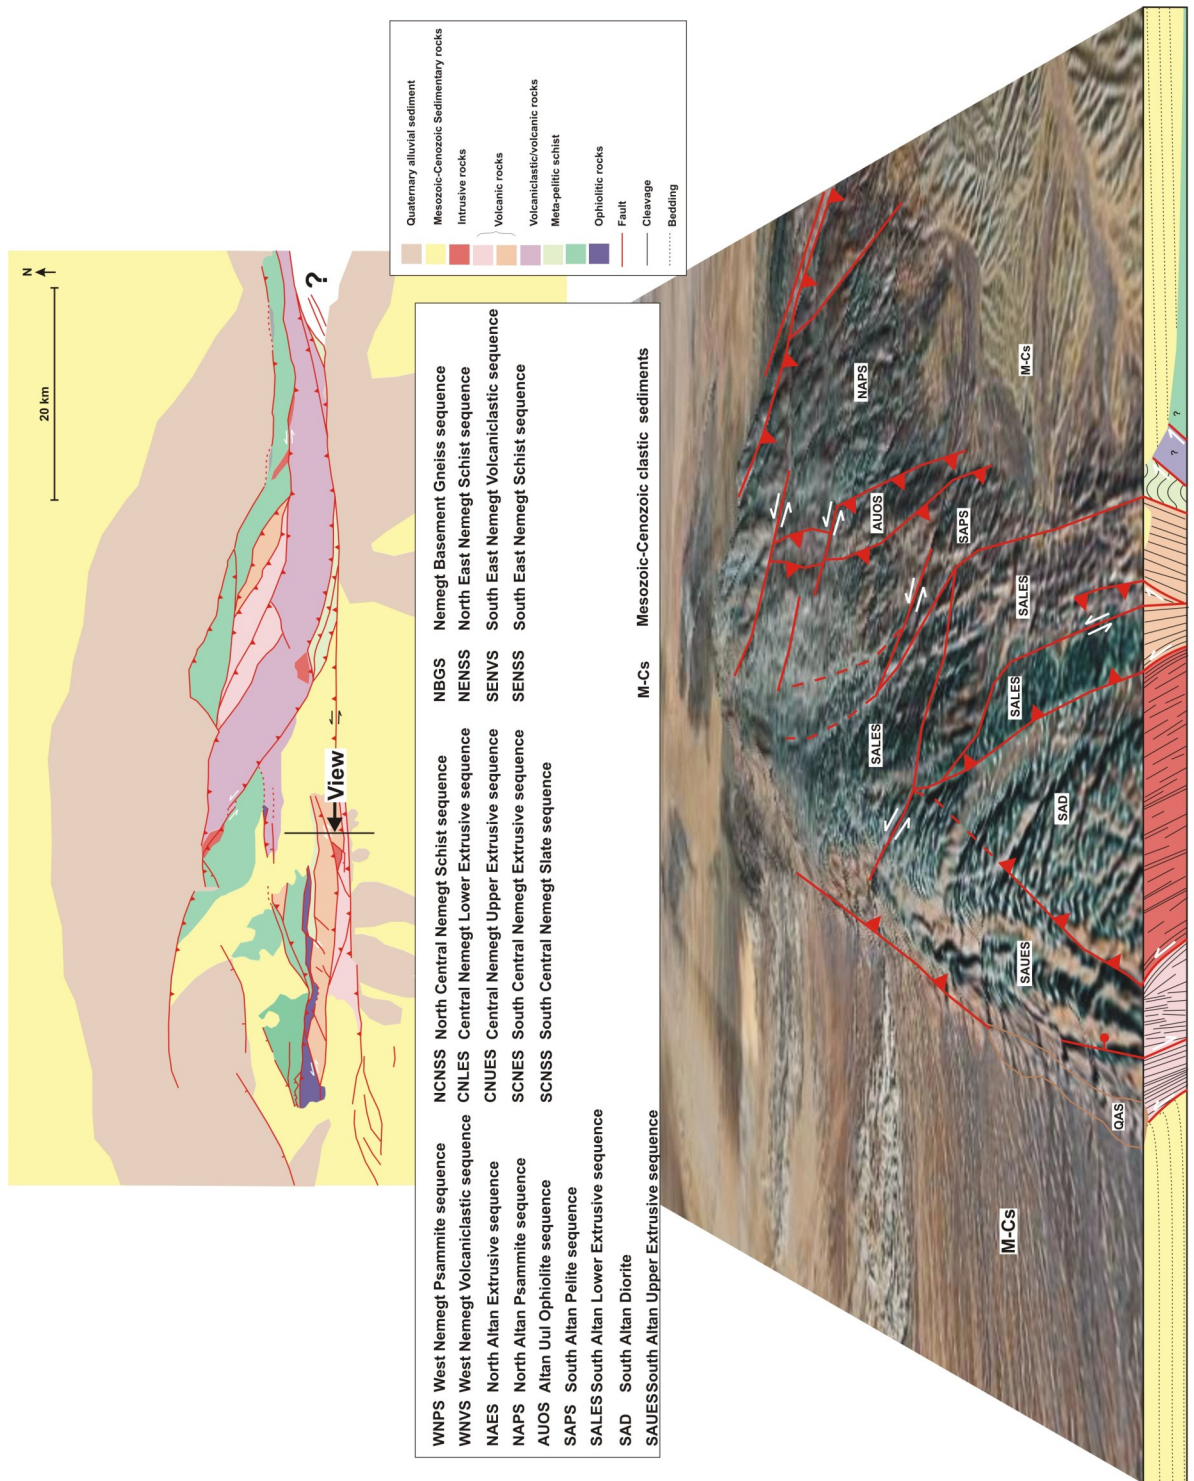 N
20 km
?
View
Quaternary alluvial sediment
Mesozoic-Cenozoic Sedimentary rocks
Intrusive rocks
Volcanic rocks
Volcaniclastic/volcanic rocks
Meta-pelitic schist
Ophiolitic rocks
Fault
Cleavage
Bedding
WNPS West Nemegt Psammite sequence
WNVS West Nemegt Volcaniclastic sequence
NAES North Altan Extrusive sequence
NAPS North Altan Psammite sequence
AUOS Altan Uul Ophiolite sequence
SAPS South Altan Pelite sequence
SALES South Altan Lower Extrusive sequence
SAD South Altan Diorite
SAUES South Altan Upper Extrusive sequence
NCNSS North Central Nemegt Schist sequence
CNLES Central Nemegt Lower Extrusive sequence
CNUES Central Nemegt Upper Extrusive sequence
SCNES South Central Nemegt Extrusive sequence
SCNSS South Central Nemegt Slate sequence
NBGS Nemegt Basement Gneiss sequence
NENSS North East Nemegt Schist sequence
SENVS South East Nemegt Volcaniclastic sequence
SENSS South East Nemegt Schist sequence
M-Cs Mesozoic-Cenozoic clastic sediments
NAPS
AUOS
SAPS
M-Cs
SALES
SALES
SALES
SAD
SAUES
QAS
M-Cs
?
?